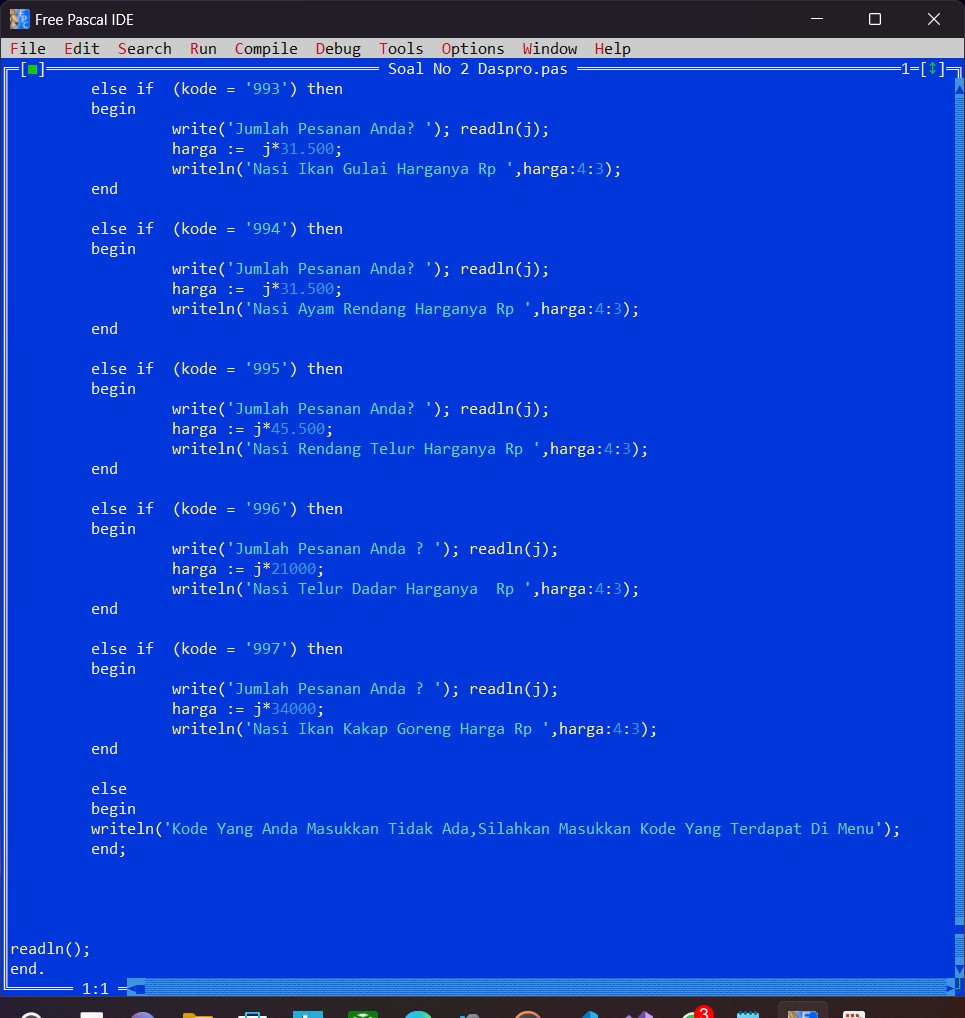 Free Pascal IDE
File Edit Search Run Compile Debug Tools Options Window Help
Soal No 2 Daspro.pas 1
else if (kode = '993') then
begin
write('Jumlah Pesanan Anda? '); readln(j);
harga :=  j*31.500;
writeln('Nasi Ikan Gulai Harganya Rp ',harga:4:3);
end
else if (kode = '994') then
begin
write('Jumlah Pesanan Anda? '); readln(j);
harga :=  j*31.500;
writeln('Nasi Ayam Rendang Harganya Rp ',harga:4:3);
end
else if (kode = '995') then
begin
write('Jumlah Pesanan Anda? '); readln(j);
harga := j*45.500;
writeln('Nasi Rendang Telur Harganya Rp ',harga:4:3);
end
else if (kode = '996') then
begin
write('Jumlah Pesanan Anda ? '); readln(j);
harga := j*21000;
writeln('Nasi Telur Dadar Harganya  Rp ',harga:4:3);
end
else if (kode = '997') then
begin
write('Jumlah Pesanan Anda ? '); readln(j);
harga := j*34000;
writeln('Nasi Ikan Kakap Goreng Harga Rp ',harga:4:3);
end
else
begin
writeln('Kode Yang Anda Masukkan Tidak Ada,Silahkan Masukkan Kode Yang Terdapat Di Menu');
end;
readln();
end.
1:1
3